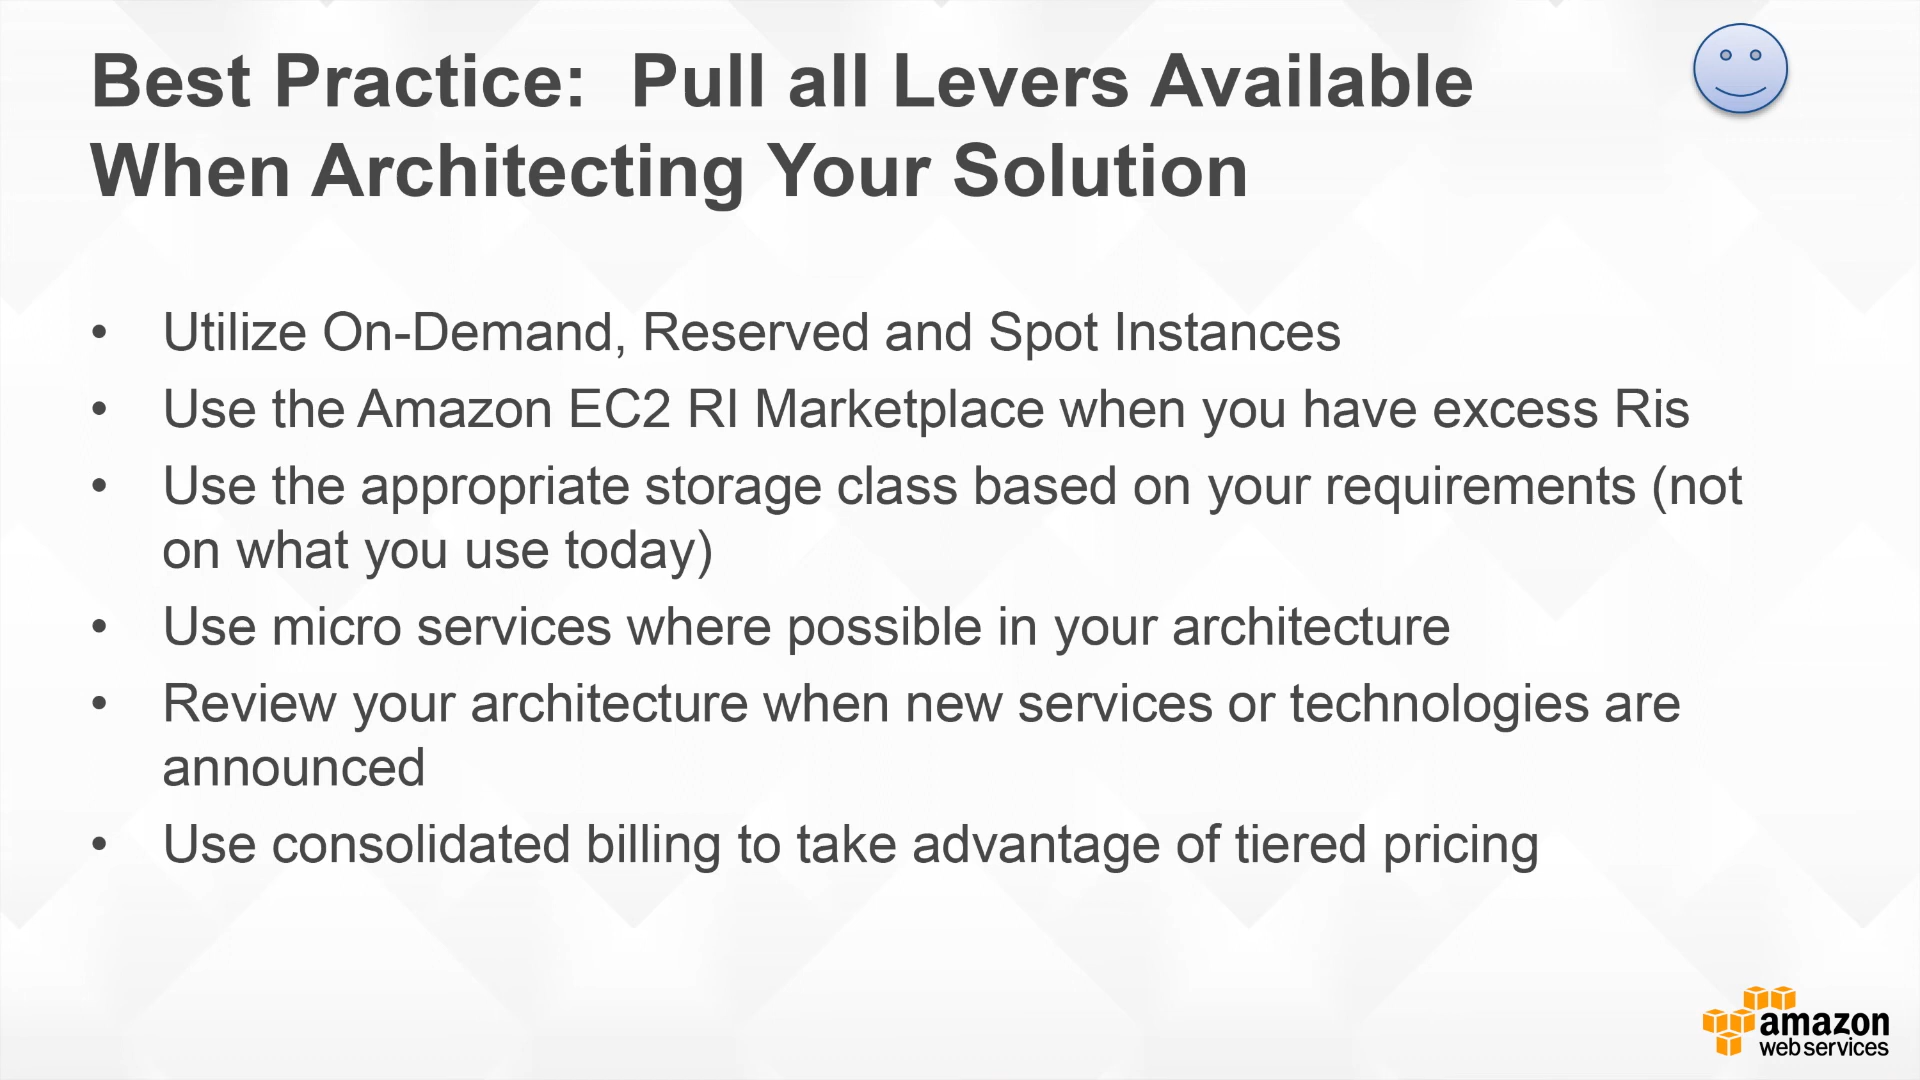 Best Practice:  Pull all Levers Available
When Architecting Your Solution
• Utilize On-Demand, Reserved and Spot Instances
• Use the Amazon EC2 RI Marketplace when you have excess Ris
• Use the appropriate storage class based on your requirements (not
on what you use today)
• Use micro services where possible in your architecture
• Review your architecture when new services or technologies are
announced
• Use consolidated billing to take advantage of tiered pricing
amazon
web services